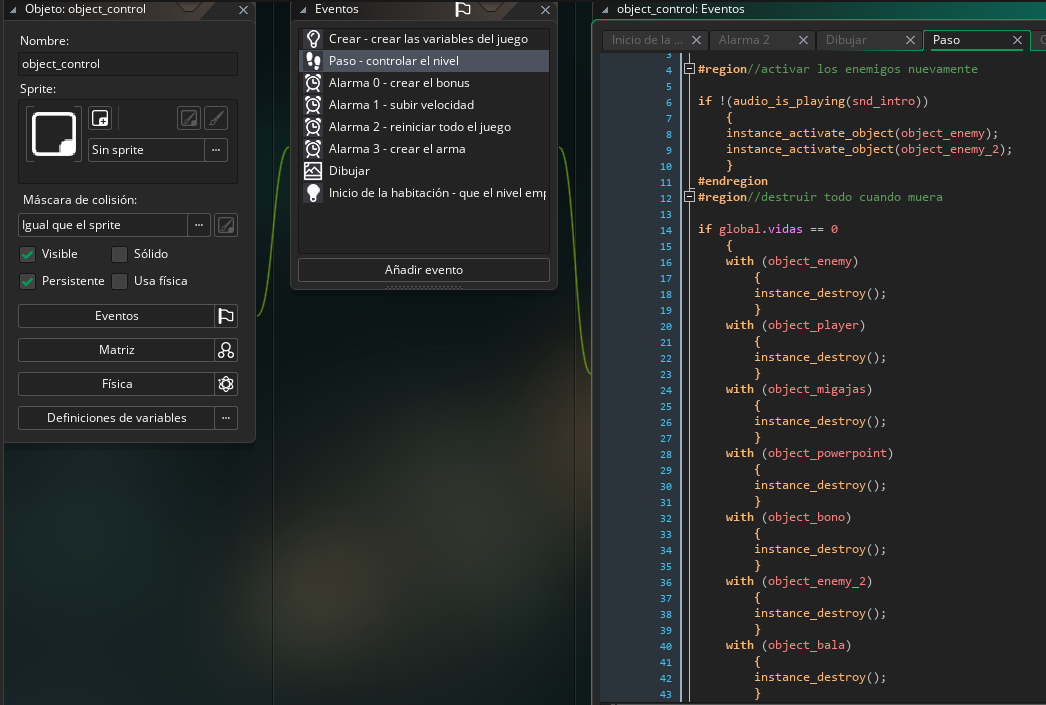 Objeto: object_control
Nombre:
object_control
Sprite:
Sin sprite
...
Máscara de colisión:
Igual que el sprite
...
Visible
Sólido
Persistente
Usa física
Eventos
Matriz
Física
Definiciones de variables
...
Eventos
Crear - crear las variables del juego
Paso - controlar el nivel
Alarma 0 - crear el bonus
Alarma 1 - subir velocidad
Alarma 2 - reiniciar todo el juego
Alarma 3 - crear el arma
Dibujar
Inicio de la habitación - que el nivel emp
Añadir evento
object_control: Eventos
Inicio de la ...
Alarma 2
Dibujar
Paso
3
4 #region//activar los enemigos nuevamente
5
6 if !(audio_is_playing(snd_intro))
7 {
8 instance_activate_object(object_enemy);
9 instance_activate_object(object_enemy_2);
10 }
11 #endregion
12 #region//destruir todo cuando muera
13
14 if global.vidas == 0
15 {
16 with (object_enemy)
17 {
18 instance_destroy();
19 }
20 with (object_player)
21 {
22 instance_destroy();
23 }
24 with (object_migajas)
25 {
26 instance_destroy();
27 }
28 with (object_powerpoint)
29 {
30 instance_destroy();
31 }
32 with (object_bono)
33 {
34 instance_destroy();
35 }
36 with (object_enemy_2)
37 {
38 instance_destroy();
39 }
40 with (object_bala)
41 {
42 instance_destroy();
43 }